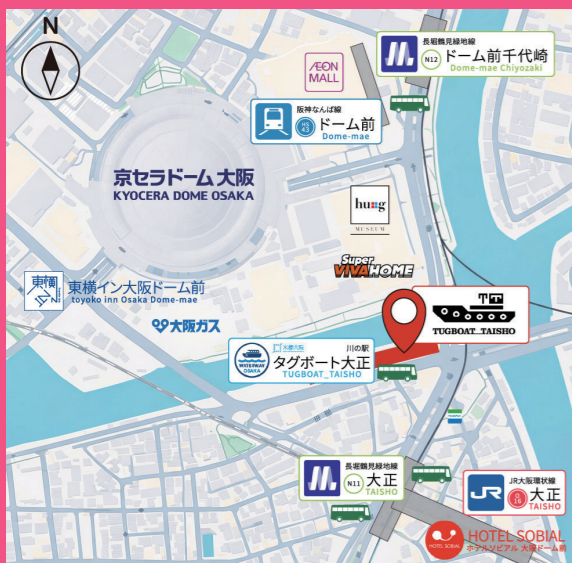 N
長堀鶴見緑地線
N12
ドーム前千代崎
Dome-mae Chiyozaki
ÆON
MALL
阪神なんば線
HS
43
ドーム前
Dome-mae
京セラドーム 大阪
KYOCERA DOME OSAKA
hu:g
MUSEUM
Super
VIVAHOME
東横
INN
東横イン大阪ドーム前
toyoko inn Osaka Dome-mae
大阪ガス
TUGBOAT_TAISHO
水都大阪
川の駅
WATERWAY
OSAKA
タグボート大正
TUGBOAT_TAISHO
長堀鶴見緑地線
N11
大正
TAISHO
JR
JR大阪環状線
大正
TAISHO
HOTEL SOBIAL
HOTEL SOBIAL
ホテルソビアル 大阪ドーム前